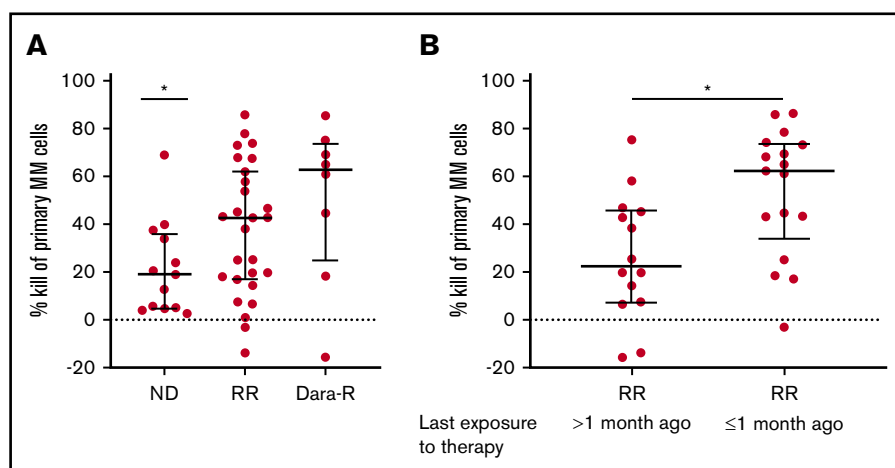 A
B
% kill of primary MM cells
100
80
60
40
20
0
-20
*
ND
RR
Dara-R
% kill of primary MM cells
100
80
60
40
20
0
-20
*
RR
RR
Last exposure
to therapy
>1 month ago
≤1 month ago